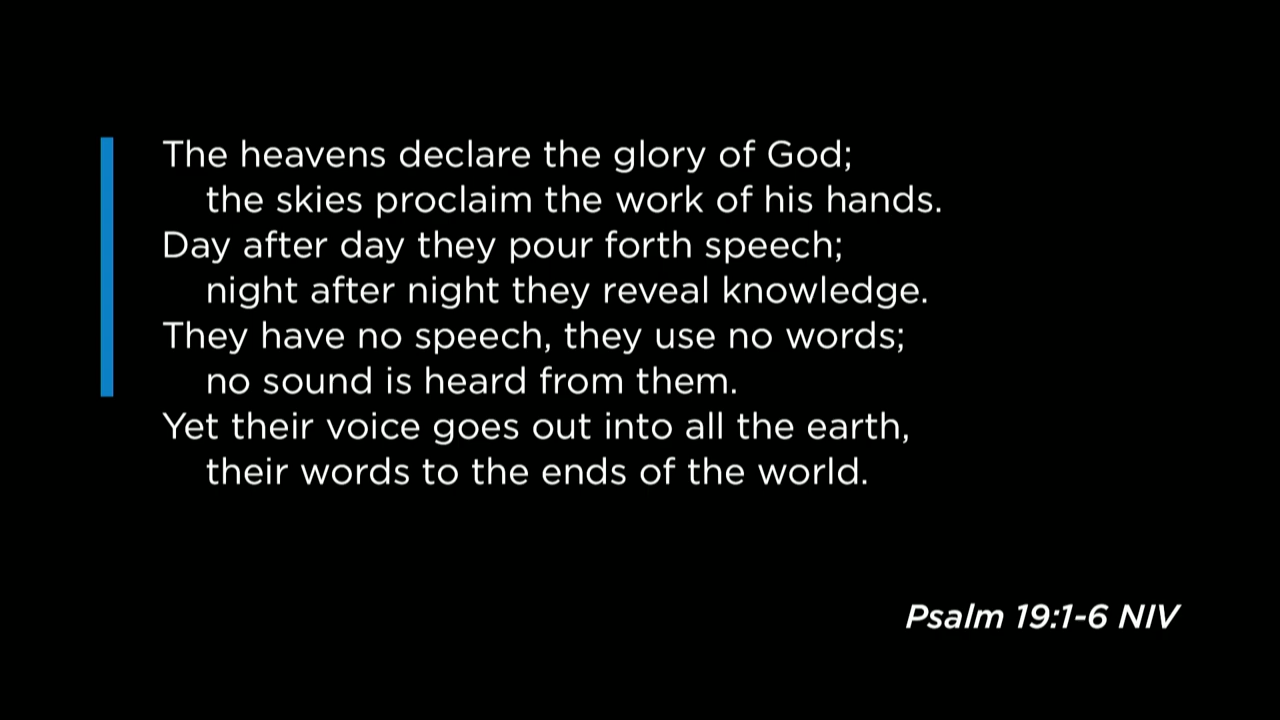 The heavens declare the glory of God;
the skies proclaim the work of his hands.
Day after day they pour forth speech;
night after night they reveal knowledge.
They have no speech, they use no words;
no sound is heard from them.
Yet their voice goes out into all the earth,
their words to the ends of the world.
Psalm 19:1-6 NIV